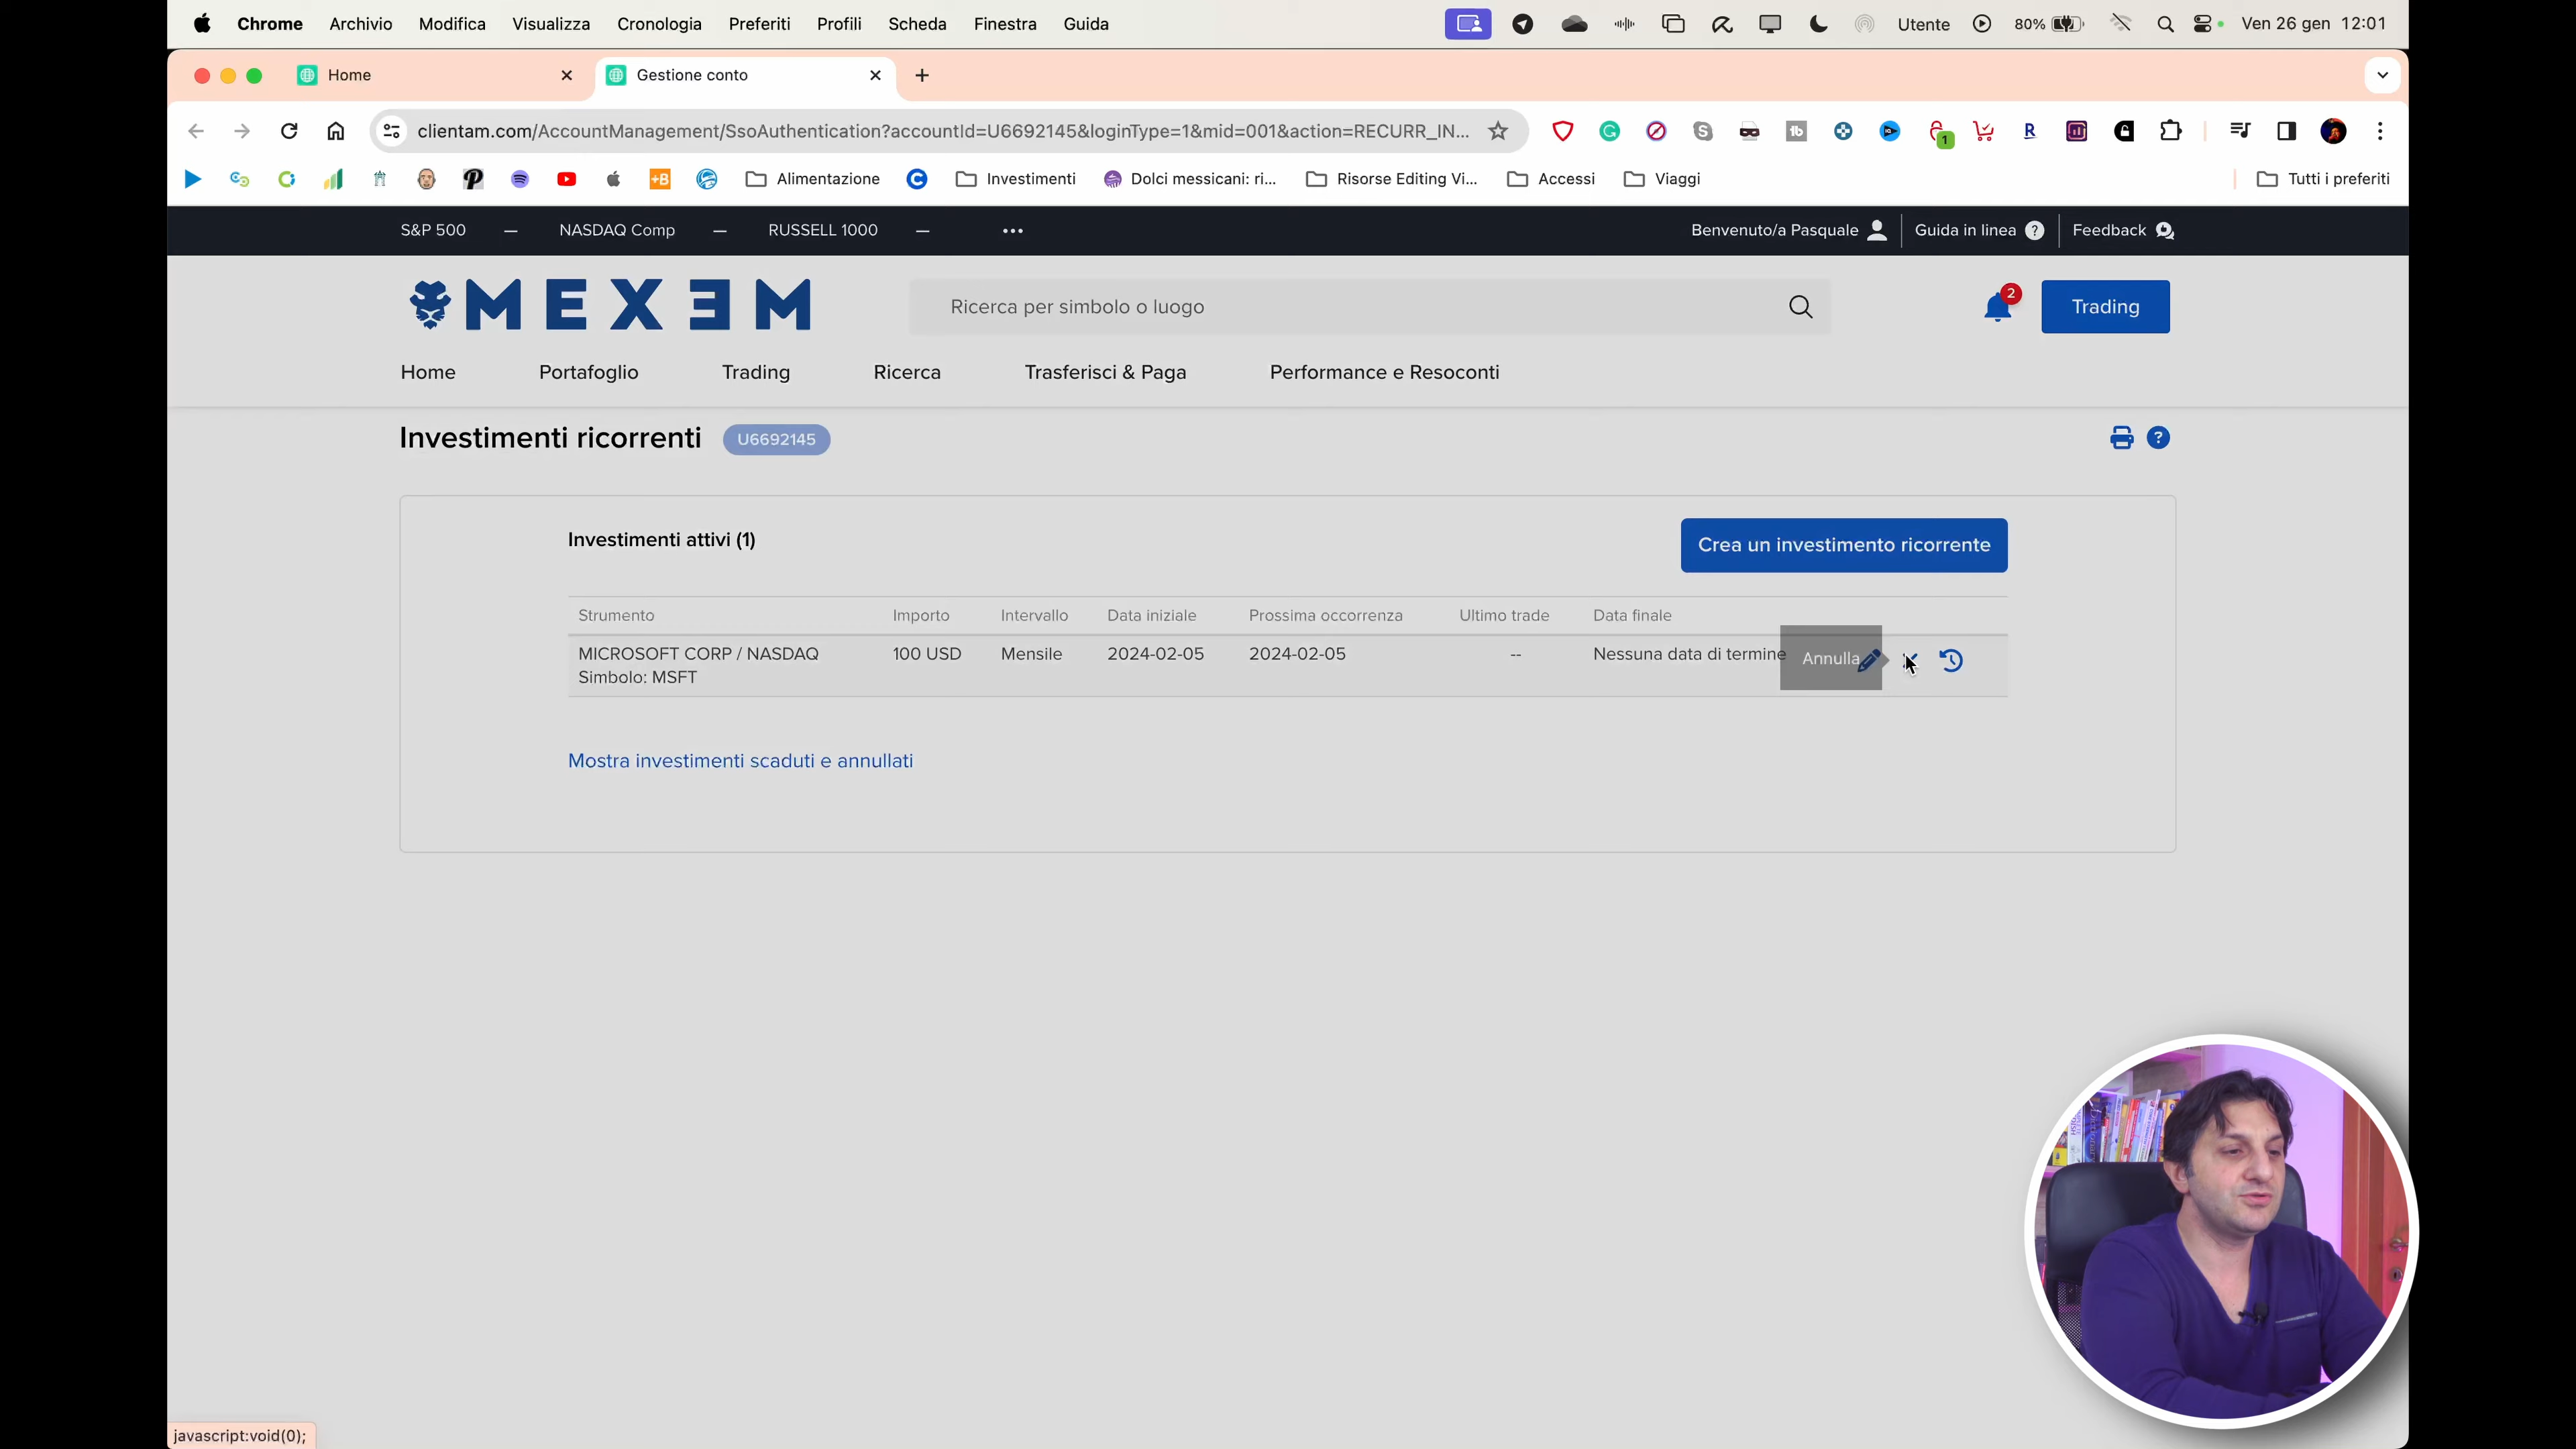 Chrome Archivio Modifica Visualizza Cronologia Preferiti Profili Scheda Finestra Guida Utente 80% Ven 26 gen 12:01
Home Gestione conto
clientam.com/AccountManagement/SsoAuthentication?accountId=U6692145&loginType=1&mid=001&action=RECURR_IN... 1
Alimentazione Investimenti Dolci messicani: ri... Risorse Editing Vi... Accessi Viaggi Tutti i preferiti
S&P 500 — NASDAQ Comp — RUSSELL 1000 — ••• Benvenuto/a Pasquale Guida in linea Feedback
MEXEM Ricerca per simbolo o luogo 2 Trading
Home Portafoglio Trading Ricerca Trasferisci & Paga Performance e Resoconti
Investimenti ricorrenti U6692145
Investimenti attivi (1) Crea un investimento ricorrente
Strumento Importo Intervallo Data iniziale Prossima occorrenza Ultimo trade Data finale
MICROSOFT CORP / NASDAQ 100 USD Mensile 2024-02-05 2024-02-05 -- Nessuna data di termine Annulla
Simbolo: MSFT
Mostra investimenti scaduti e annullati
javascript:void(0);